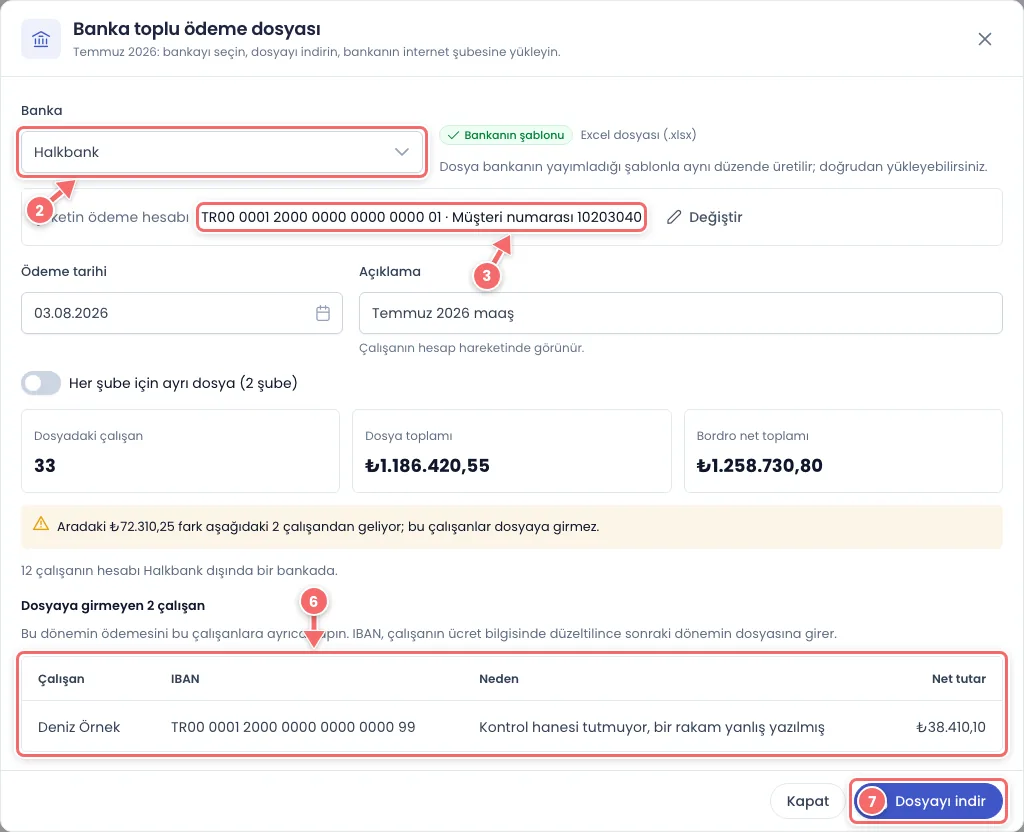 Banka toplu ödeme dosyası
Temmuz 2026: bankayı seçin, dosyayı indirin, bankanın internet şubesine yükleyin.
Banka
Halkbank
Bankanın şablonu Excel dosyası (.xlsx)
Dosya bankanın yayımladığı şablonla aynı düzende üretilir; doğrudan yükleyebilirsiniz.
2
ödeme hesabı TR00 0001 2000 0000 0000 0000 01 · Müşteri numarası 10203040 Değiştir
3
Ödeme tarihi Açıklama
03.08.2026 Temmuz 2026 maaş
Çalışanın hesap hareketinde görünür.
Her şube için ayrı dosya (2 şube)
Dosyadaki çalışan Dosya toplamı Bordro net toplamı
33 ₺1.186.420,55 ₺1.258.730,80
Aradaki ₺72.310,25 fark aşağıdaki 2 çalışandan geliyor; bu çalışanlar dosyaya girmez.
12 çalışanın hesabı Halkbank dışında bir bankada.
Dosyaya girmeyen 2 çalışan
6
Bu dönemin ödemesini bu çalışanlara IBAN, çalışanın ücret bilgisinde düzeltilince sonraki dönemin dosyasına girer.
Çalışan IBAN Neden Net tutar
Deniz Örnek TR00 0001 2000 0000 0000 0000 99 Kontrol hanesi tutmuyor, bir rakam yanlış yazılmış ₺38.410,10
Kapat 7 Dosyayı indir